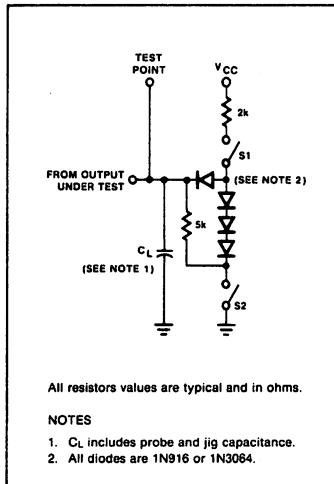 TEST
POINT
VCC
2k
S1
FROM OUTPUT
UNDER TEST
(SEE NOTE 2)
5k
CL
(SEE NOTE 1)
S2
All resistors values are typical and in ohms.
NOTES
1. CL includes probe and jig capacitance.
2. All diodes are 1N916 or 1N3064.